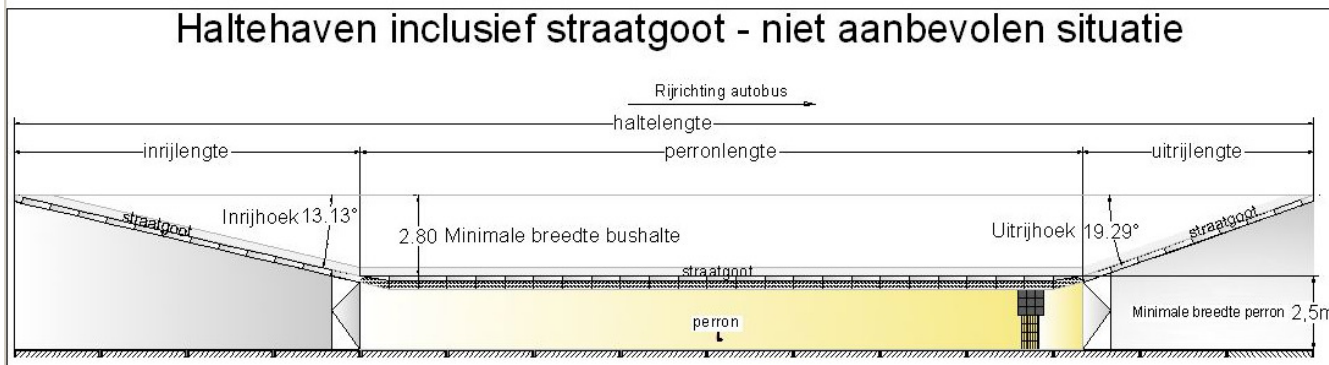 Haltehaven inclusief straatgoot - niet aanbevolen situatie
Rijrichting autobus
haltelengte
inrijlengte
perronlengte
uitrijlengte
straatgoot
Inrijhoek 13.13°
2.80 Minimale breedte bushalte
Uitrijhoek 19.29°
straatgoot
straatgoot
perron
Minimale breedte perron 2,5m